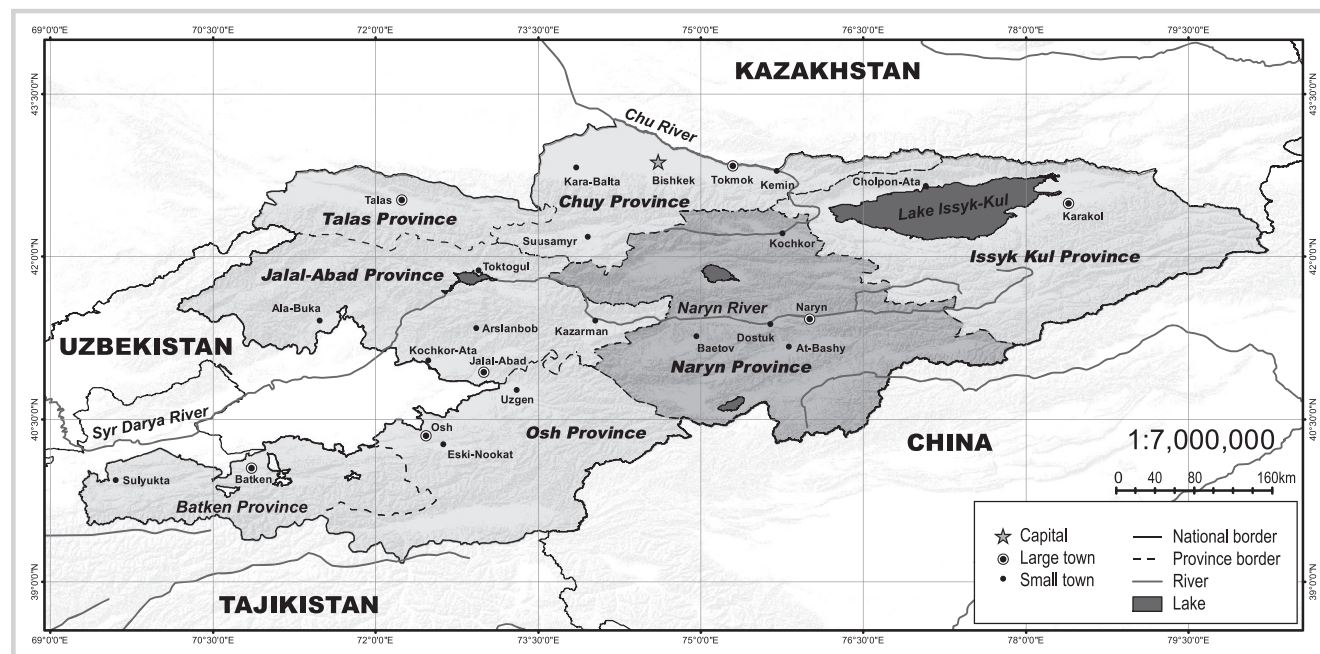 69°0'0"E 70°30'0"E 72°0'0"E 73°30'0"E 75°0'0"E 76°30'0"E 78°0'0"E 79°30'0"E
43°30'0"N
43°30'0"N
KAZAKHSTAN
Chu River
Kara-Balta
Bishkek
Tokmok
Kemin
Cholpon-Ata
Chuy Province
Talas
Talas Province
Lake Issyk-Kul
Karakol
Suusamyr
Kochkor
Issyk Kul Province
42°0'0"N
42°0'0"N
Jalal-Abad Province
Toktogul
Ala-Buka
Arslanbob
Kazarman
Naryn River
Naryn
Dostuk
Baetov
At-Bashy
UZBEKISTAN
Kochkor-Ata
Jalal-Abad
Naryn Province
Uzgen
Syr Darya River
40°30'0"N
40°30'0"N
Osh
Osh Province
Eski-Nookat
CHINA
1:7,000,000
Sulyukta
Batken
Batken Province
0 40 80 160km
Capital
Large town
Small town
National border
Province border
River
Lake
39°0'0"N
39°0'0"N
TAJIKISTAN
69°0'0"E 70°30'0"E 72°0'0"E 73°30'0"E 75°0'0"E 76°30'0"E 78°0'0"E 79°30'0"E